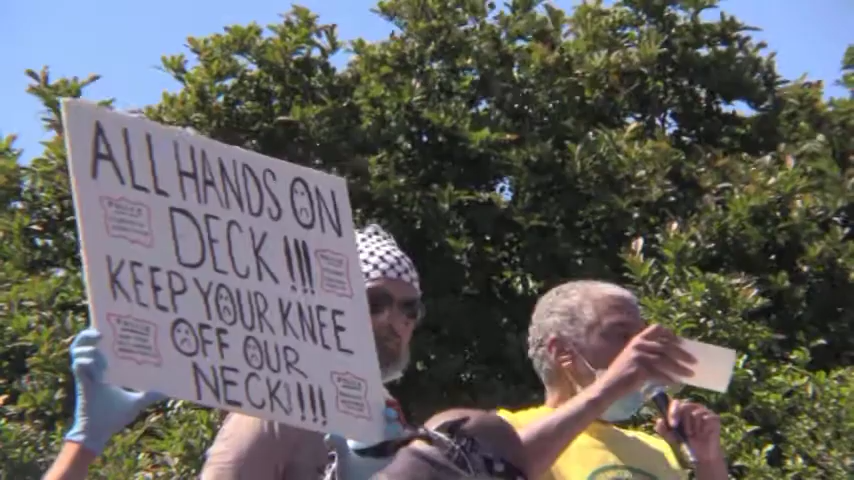 ALL HANDS ON
DECK!!!
KEEP YOUR KNEE
OFF OUR
NECK!!!!